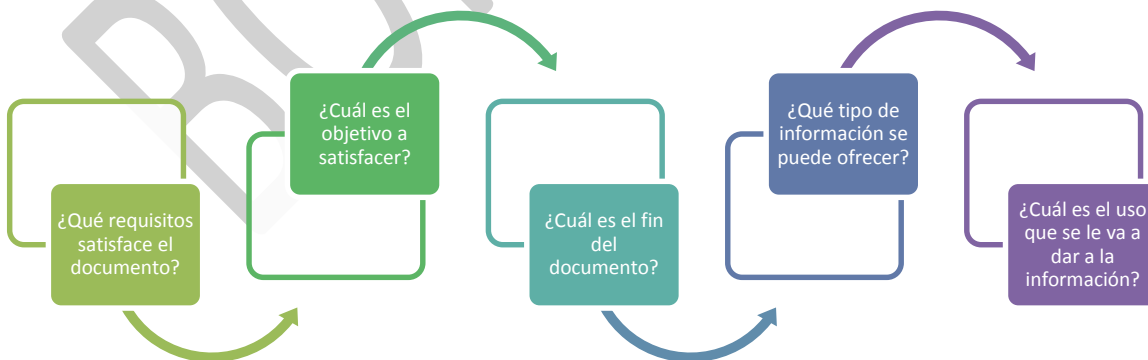 ¿Qué requisitos
satisface el
documento?
¿Cuál es el
objetivo a
satisfacer?
¿Cuál es el fin
del
documento?
¿Qué tipo de
información se
puede ofrecer?
¿Cuál es el uso
que se le va a
dar a la
información?